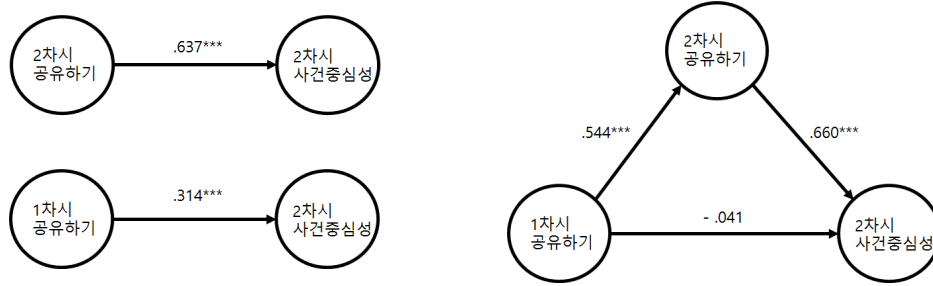 2차시
공유하기
.637***
2차시
사건중심성
1차시
공유하기
.314***
2차시
사건중심성
2차시
공유하기
.544***
.660***
1차시
공유하기
- .041
2차시
사건중심성